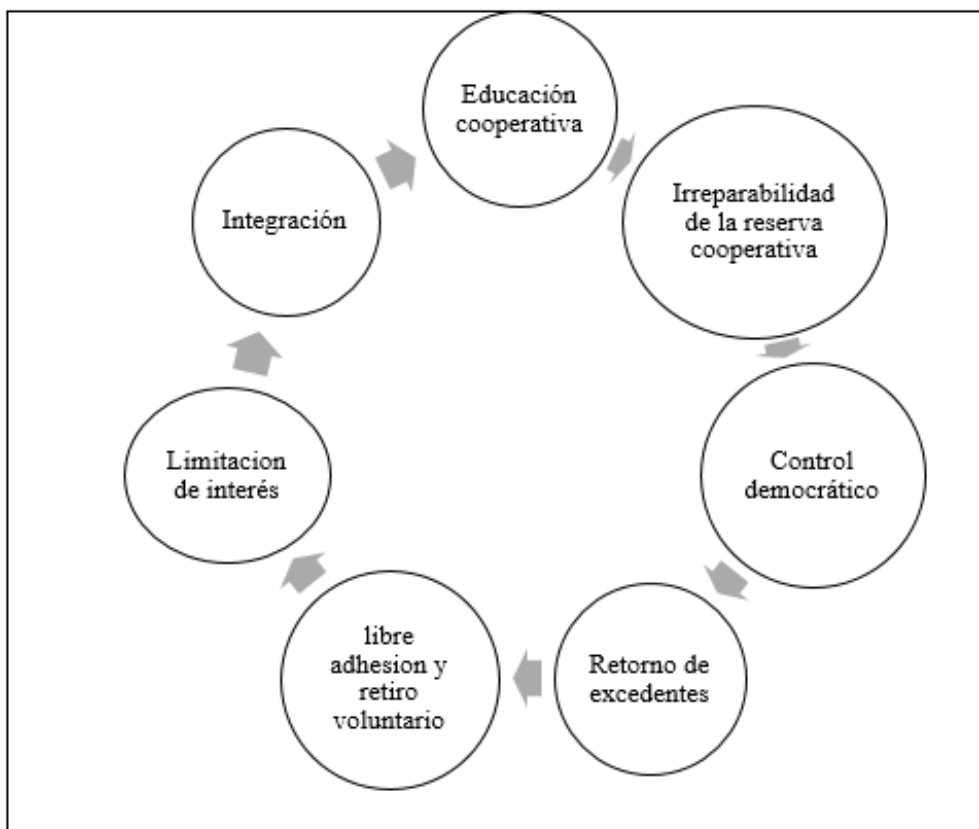 Educación
cooperativa
Irreparabilidad
de la reserva
cooperativa
Control
democrático
Retorno de
excedentes
libre
adhesion y
retiro
voluntario
Limitacion
de interés
Integración